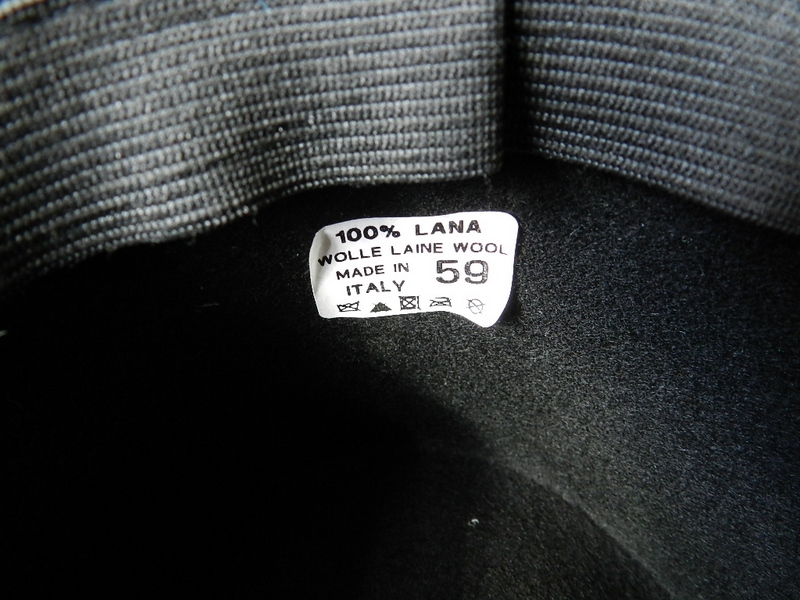 100% LANA
WOLLE LAINE WOOL
MADE IN 59
ITALY